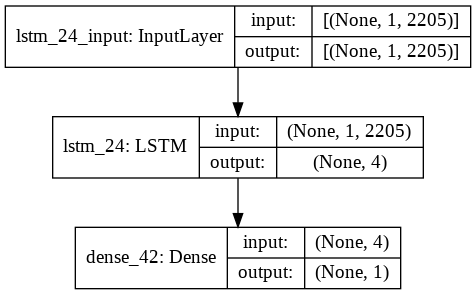 lstm_24_input: InputLayer
input:
[(None, 1, 2205)]
output:
[(None, 1, 2205)]
lstm_24: LSTM
input:
(None, 1, 2205)
output:
(None, 4)
dense_42: Dense
input:
(None, 4)
output:
(None, 1)